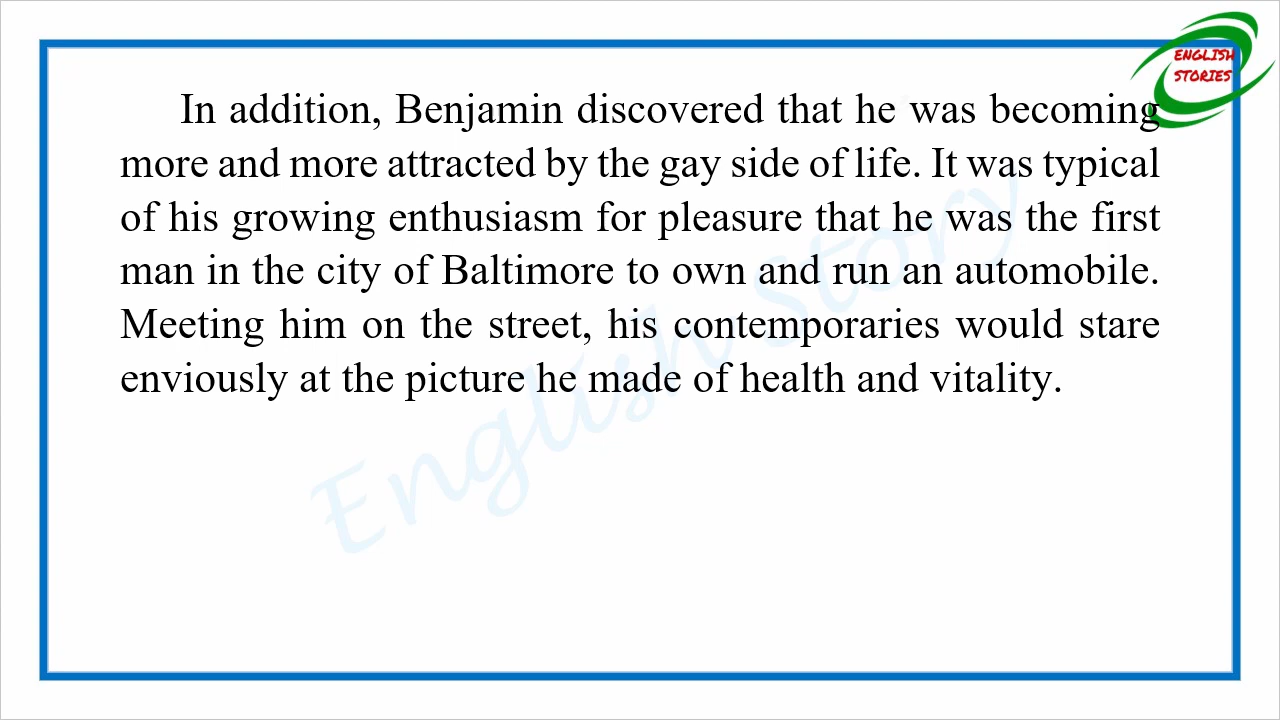 ENGLISH
STORIES
In addition, Benjamin discovered that he was becoming
more and more attracted by the gay side of life. It was typical
of his growing enthusiasm for pleasure that he was the first
man in the city of Baltimore to own and run an automobile.
Meeting him on the street, his contemporaries would stare
enviously at the picture he made of health and vitality.
English Story